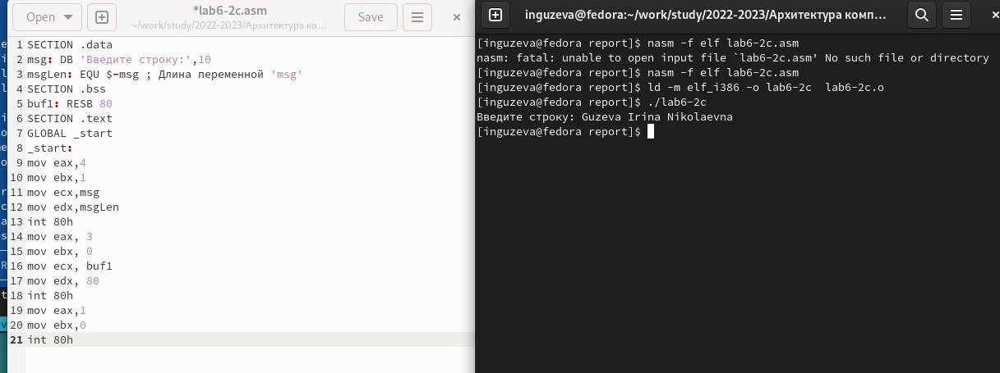 Open
*lab6-2c.asm
~/work/study/2022-2023/Архитектура ко…
Save
1 SECTION .data
2 msg: DB 'Введите строку:',10
3 msgLen: EQU $-msg ; Длина переменной 'msg'
4 SECTION .bss
5 buf1: RESB 80
6 SECTION .text
7 GLOBAL _start
8 _start:
9 mov eax,4
10 mov ebx,1
11 mov ecx,msg
12 mov edx,msgLen
13 int 80h
14 mov eax, 3
15 mov ebx, 0
16 mov ecx, buf1
17 mov edx, 80
18 int 80h
19 mov eax,1
20 mov ebx,0
21 int 80h
inguzeva@fedora:~/work/study/2022-2023/Архитектура комп…
[inguzeva@fedora report]$ nasm -f elf lab6-2c.asm
nasm: fatal: unable to open input file `lab6-2c.asm' No such file or directory
[inguzeva@fedora report]$ nasm -f elf lab6-2c.asm
[inguzeva@fedora report]$ ld -m elf_i386 -o lab6-2c  lab6-2c.o
[inguzeva@fedora report]$ ./lab6-2c
Введите строку: Guzeva Irina Nikolaevna
[inguzeva@fedora report]$